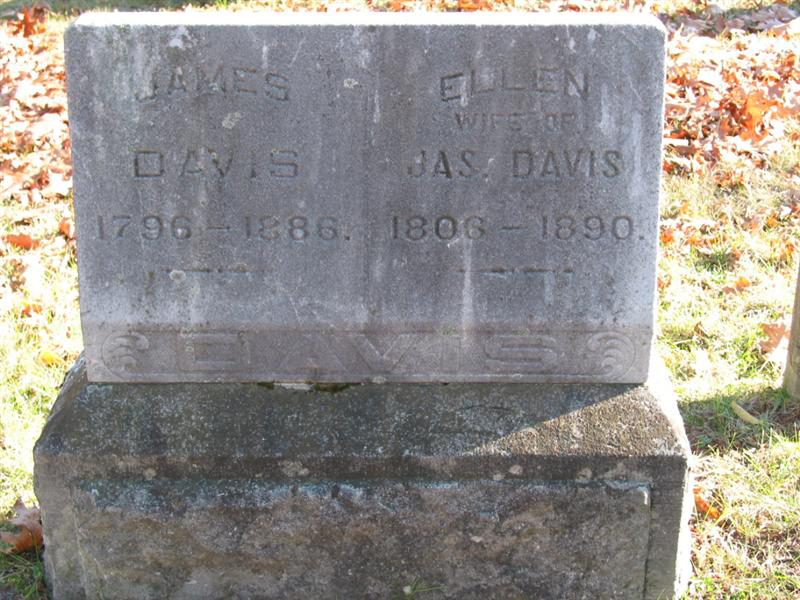 JAMES
DAVIS
1796 - 1886.
ELLEN
WIFE OF
JAS. DAVIS
1806 - 1890.
DAVIS